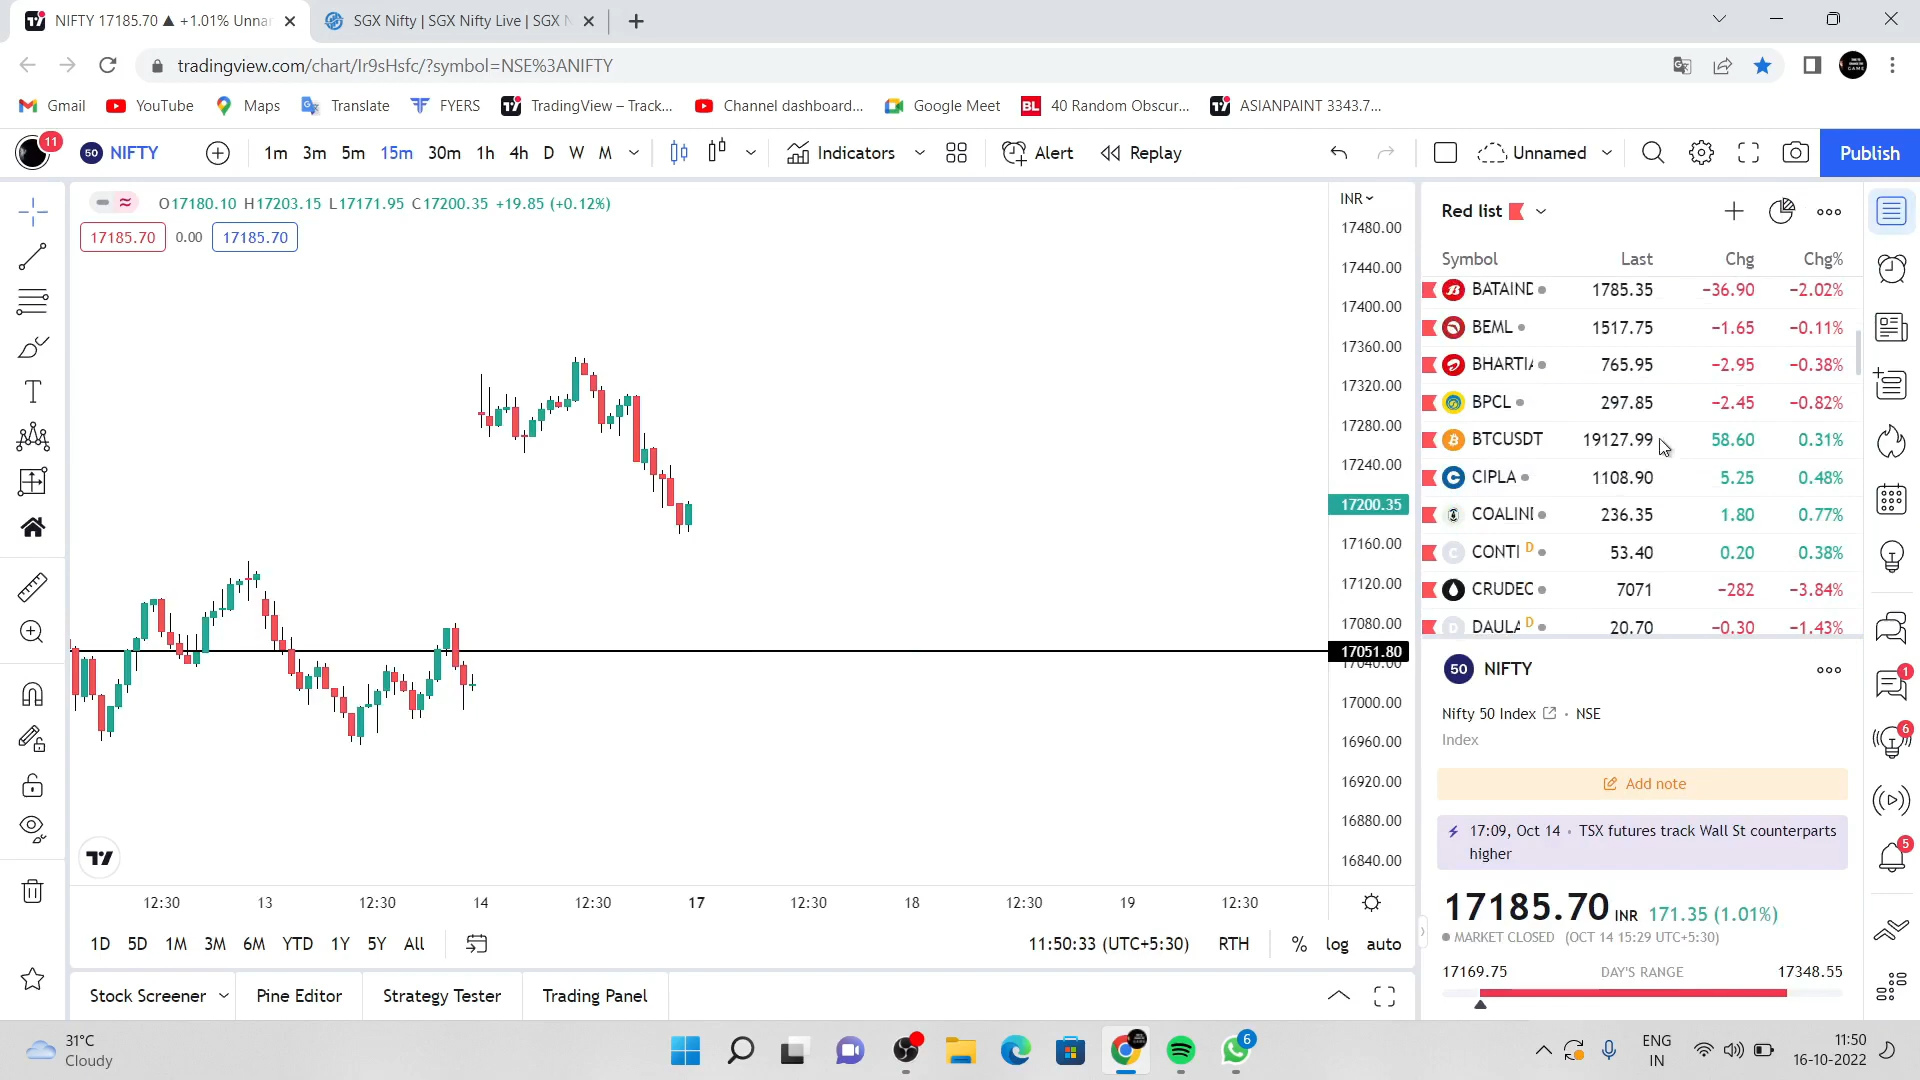 NIFTY 17185.70 ▲ +1.01% Unnar
SGX Nifty | SGX Nifty Live | SGX N
tradingview.com/chart/Ir9sHsfc/?symbol=NSE%3ANIFTY
Gmail YouTube Maps Translate FYERS TradingView – Track... Channel dashboard... Google Meet BL 40 Random Obscur... ASIANPAINT 3343.7...
11 50 NIFTY 1m 3m 5m 15m 30m 1h 4h D W M Indicators Alert Replay Unnamed Publish
O17180.10 H17203.15 L17171.95 C17200.35 +19.85 (+0.12%)
17185.70 0.00 17185.70
INR
17480.00
17440.00
17400.00
17360.00
17320.00
17280.00
17240.00
17200.35
17160.00
17120.00
17080.00
17051.80
17040.00
17000.00
16960.00
16920.00
16880.00
16840.00
12:30 13 12:30 14 12:30 17 12:30 18 12:30 19 12:30
1D 5D 1M 3M 6M YTD 1Y 5Y All 11:50:33 (UTC+5:30) RTH % log auto
Stock Screener Pine Editor Strategy Tester Trading Panel
Red list
Symbol Last Chg Chg%
BATAIND 1785.35 −36.90 −2.02%
BEML 1517.75 −1.65 −0.11%
BHARTIA 765.95 −2.95 −0.38%
BPCL 297.85 −2.45 −0.82%
BTCUSDT 19127.99 58.60 0.31%
CIPLA 1108.90 5.25 0.48%
COALINI 236.35 1.80 0.77%
C CONTI D 53.40 0.20 0.38%
CRUDEC 7071 −282 −3.84%
D DAULA D 20.70 −0.30 −1.43%
50 NIFTY
Nifty 50 Index · NSE
Index
Add note
17:09, Oct 14 · TSX futures track Wall St counterparts
higher
17185.70 INR 171.35 (1.01%)
MARKET CLOSED (OCT 14 15:29 UTC+5:30)
17169.75 DAY'S RANGE 17348.55
1
6
5
31°C
Cloudy
6
ENG
IN
11:50
16-10-2022